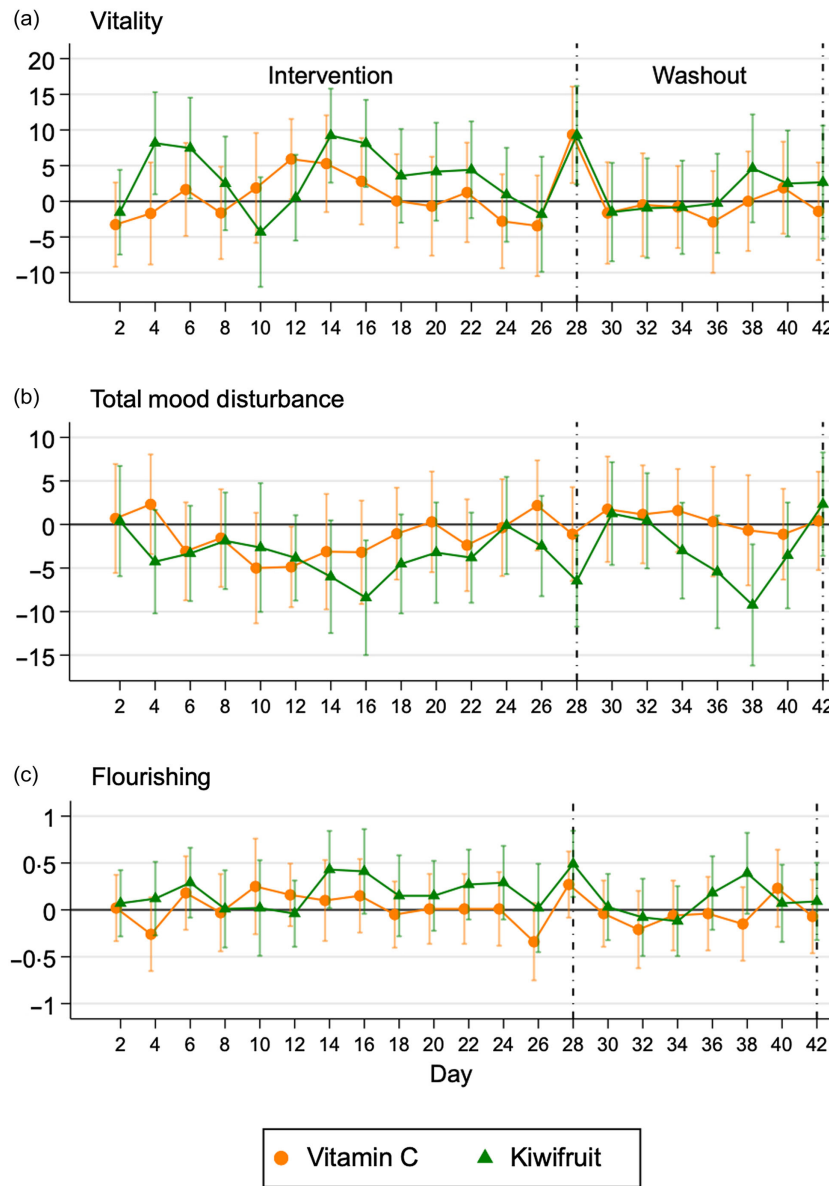 (a) Vitality
Intervention Washout
20
15
10
5
0
−5
−10
2 4 6 8 10 12 14 16 18 20 22 24 26 28 30 32 34 36 38 40 42
(b) Total mood disturbance
10
5
0
−5
−10
−15
2 4 6 8 10 12 14 16 18 20 22 24 26 28 30 32 34 36 38 40 42
(c) Flourishing
1
0·5
0
−0·5
−1
2 4 6 8 10 12 14 16 18 20 22 24 26 28 30 32 34 36 38 40 42
Day
Vitamin C Kiwifruit